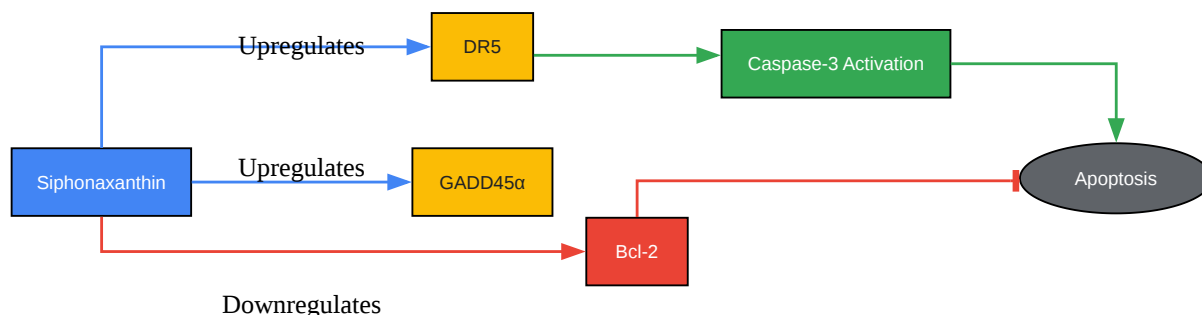 Upregulates
DR5
Caspase-3 Activation
Siphonaxanthin
Upregulates
GADD45α
Apoptosis
Bcl-2
Downregulates